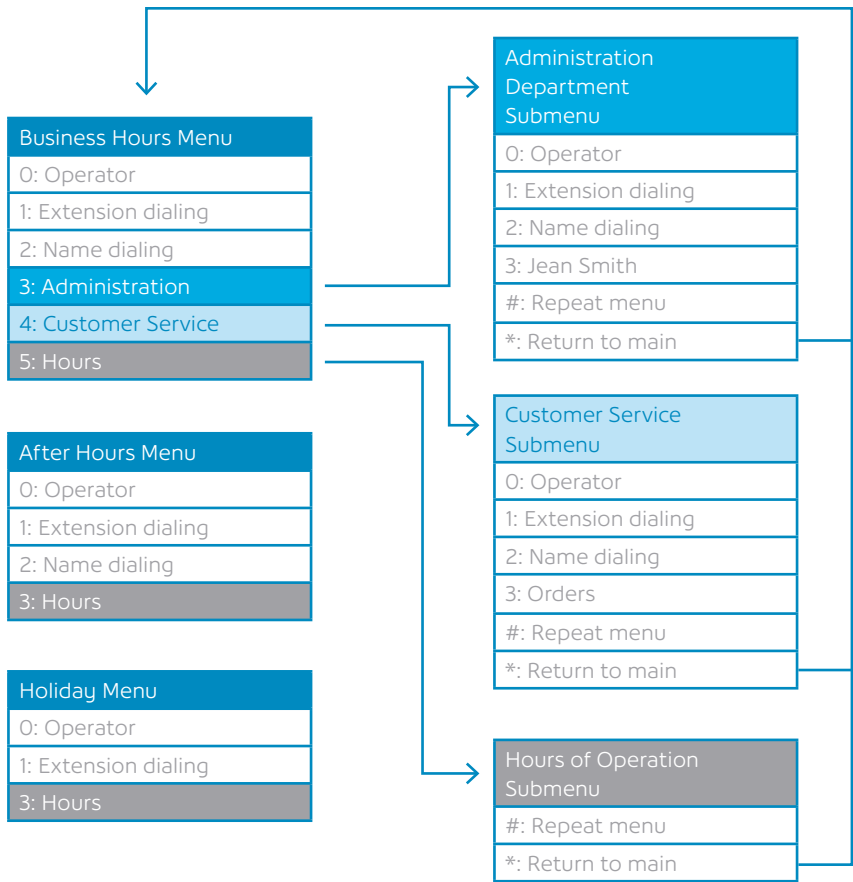 Business Hours Menu
0: Operator
1: Extension dialing
2: Name dialing
3: Administration
4: Customer Service
5: Hours
After Hours Menu
0: Operator
1: Extension dialing
2: Name dialing
3: Hours
Holiday Menu
0: Operator
1: Extension dialing
3: Hours
Administration
Department
Submenu
0: Operator
1: Extension dialing
2: Name dialing
3: Jean Smith
#: Repeat menu
*: Return to main
Customer Service
Submenu
0: Operator
1: Extension dialing
2: Name dialing
3: Orders
#: Repeat menu
*: Return to main
Hours of Operation
Submenu
#: Repeat menu
*: Return to main